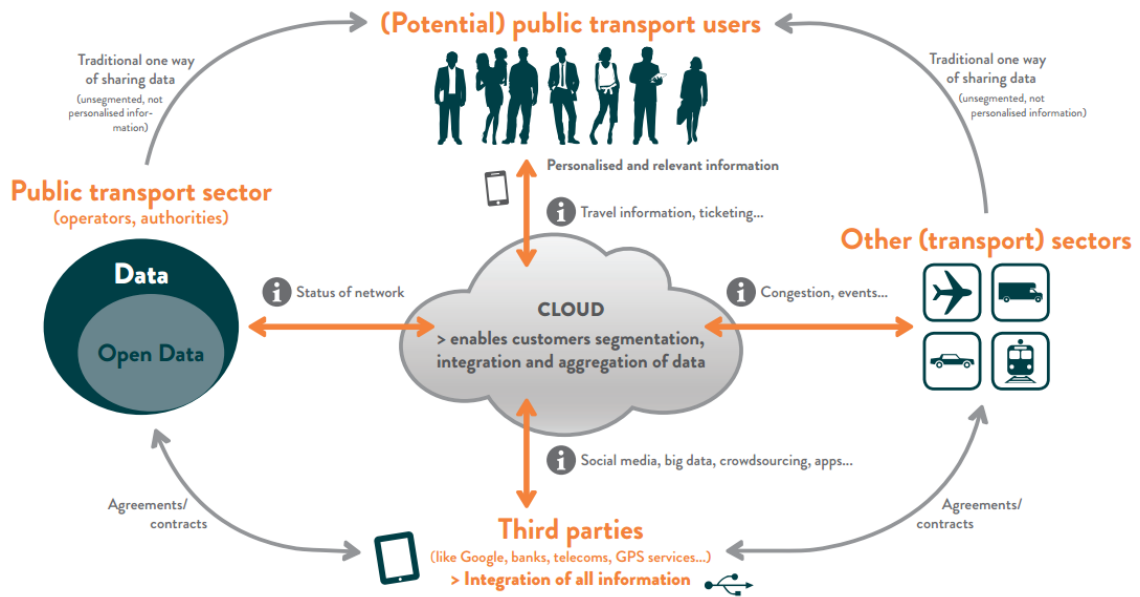 (Potential) public transport users
Traditional one way
of sharing data
(unsegmented, not
personalised infor-
mation)
Traditional one way
of sharing data
(unsegmented, not
personalised information)
Personalised and relevant information
Travel information, ticketing...
Public transport sector
(operators, authorities)
Data
Open Data
Status of network
CLOUD
> enables customers segmentation,
integration and aggregation of data
Congestion, events...
Other (transport) sectors
Social media, big data, crowdsourcing, apps...
Agreements/
contracts
Agreements/
contracts
Third parties
(like Google, banks, telecoms, GPS services...)
> Integration of all information